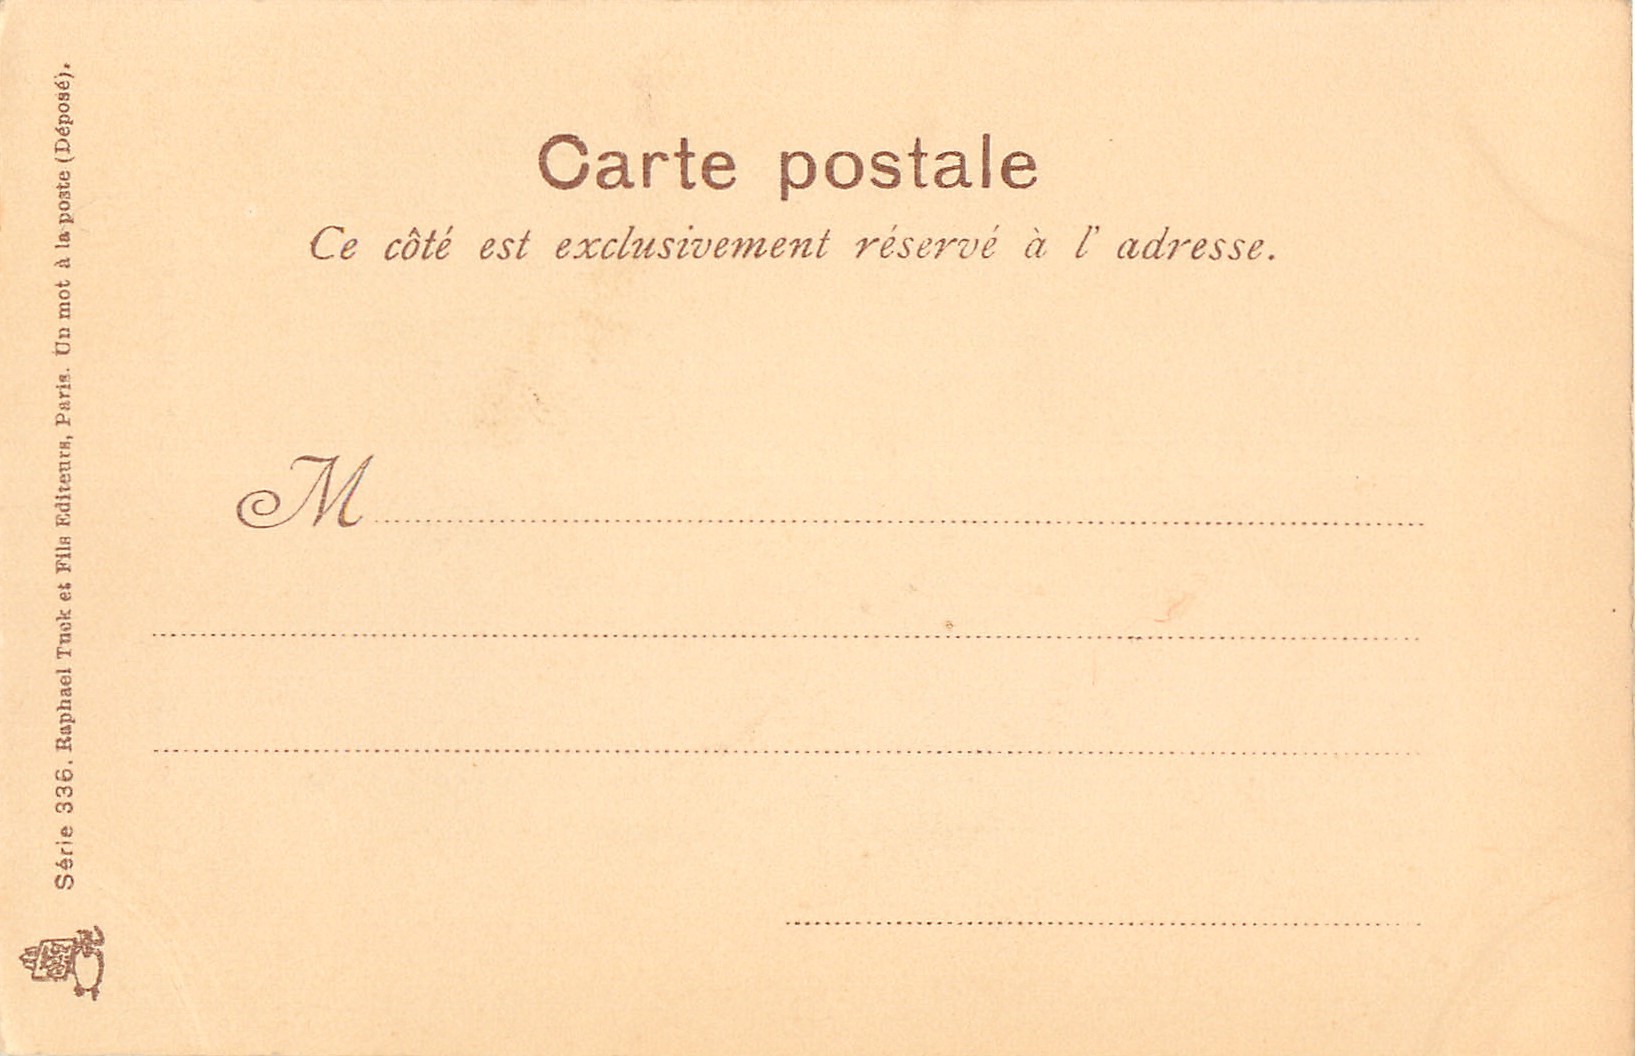 Carte postale
Ce côté est exclusivement réservé à l' adresse.
M
Série 336. Raphael Tuck et Fils Editeurs, Paris. Un mot à la poste (Déposé).